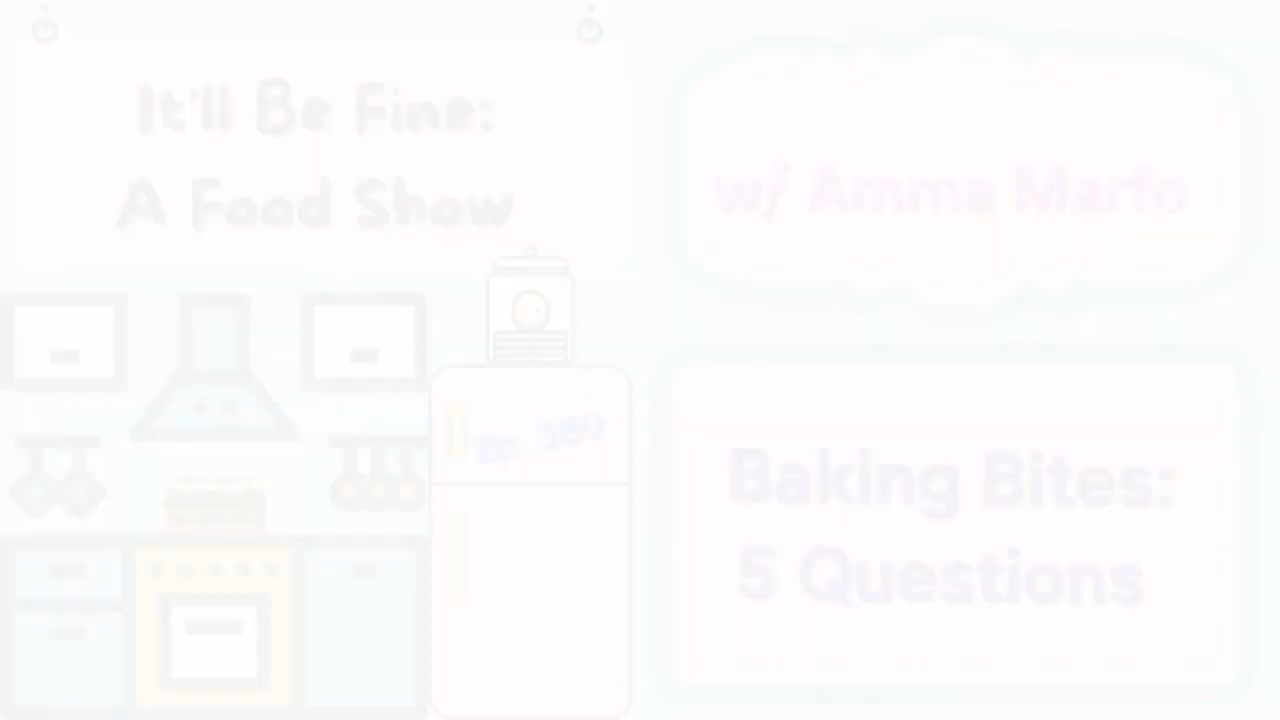 It'll Be Fine:
A Food Show
w/ Amma Marfo
Ep. 380
Baking Bites:
5 Questions